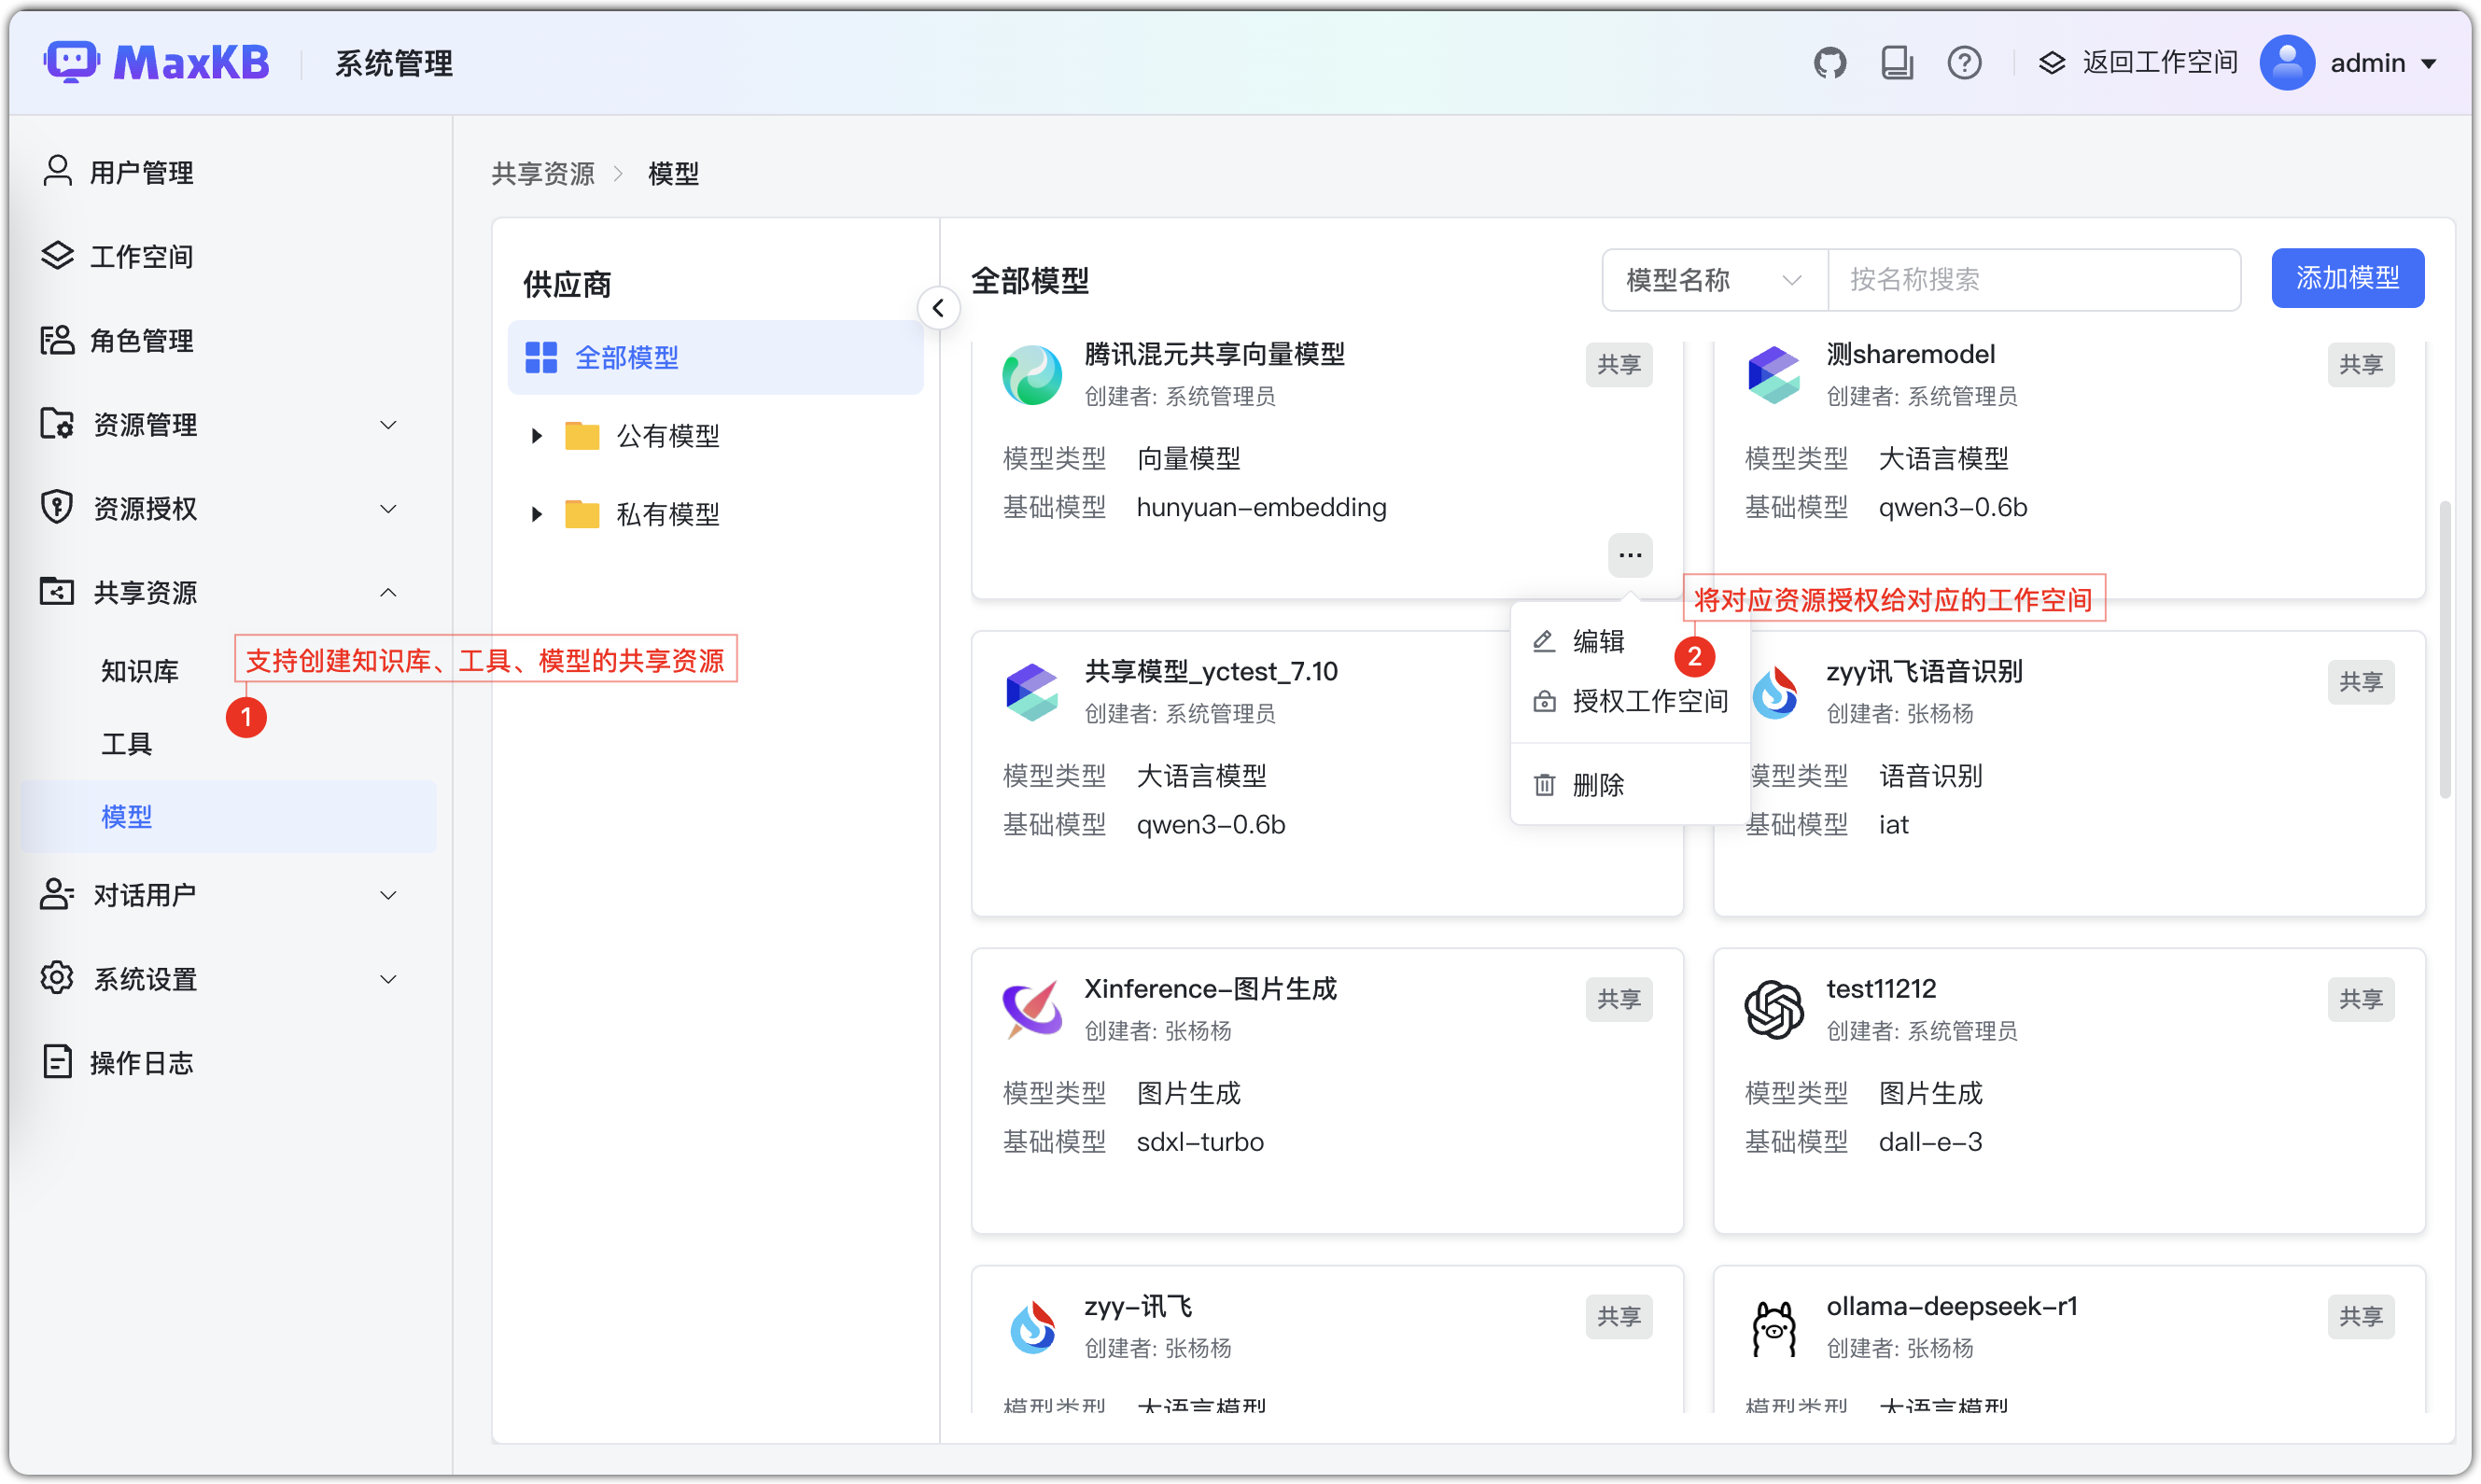 MaxKB
系统管理
返回工作空间
admin
用户管理
工作空间
角色管理
资源管理
资源授权
共享资源
知识库
工具
模型
对话用户
系统设置
操作日志
支持创建知识库、工具、模型的共享资源
1
共享资源 > 模型
供应商
全部模型
公有模型
私有模型
全部模型
模型名称
按名称搜索
添加模型
腾讯混元共享向量模型
共享
创建者: 系统管理员
模型类型 向量模型
基础模型 hunyuan-embedding
测sharemodel
共享
创建者: 系统管理员
模型类型 大语言模型
基础模型 qwen3-0.6b
将对应资源授权给对应的工作空间
2
编辑
授权工作空间
删除
共享模型_yctest_7.10
创建者: 系统管理员
模型类型 大语言模型
基础模型 qwen3-0.6b
zyy讯飞语音识别
共享
创建者: 张杨杨
模型类型 语音识别
基础模型 iat
Xinference-图片生成
共享
创建者: 张杨杨
模型类型 图片生成
基础模型 sdxl-turbo
test11212
共享
创建者: 系统管理员
模型类型 图片生成
基础模型 dall-e-3
zyy-讯飞
共享
创建者: 张杨杨
模型类型 大语言模型
ollama-deepseek-r1
共享
创建者: 张杨杨
模型类型 大语言模型